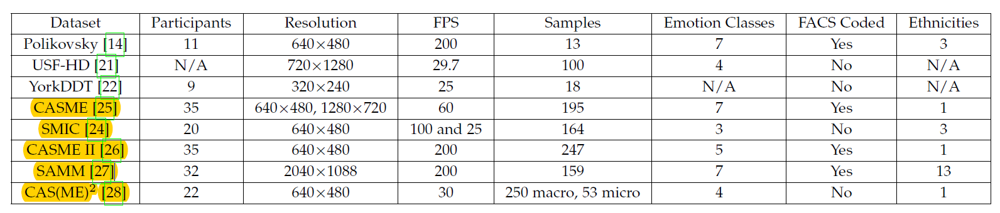 Dataset Participants Resolution FPS Samples Emotion Classes FACS Coded Ethnicities
Polikovsky [14] 11 640×480 200 13 7 Yes 3
USF-HD [21] N/A 720×1280 29.7 100 4 No N/A
YorkDDT [22] 9 320×240 25 18 N/A No N/A
CASME [25] 35 640×480, 1280×720 60 195 7 Yes 1
SMIC [24] 20 640×480 100 and 25 164 3 No 3
CASME II [26] 35 640×480 200 247 5 Yes 1
SAMM [27] 32 2040×1088 200 159 7 Yes 13
CAS(ME)² [28] 22 640×480 30 250 macro, 53 micro 4 No 1